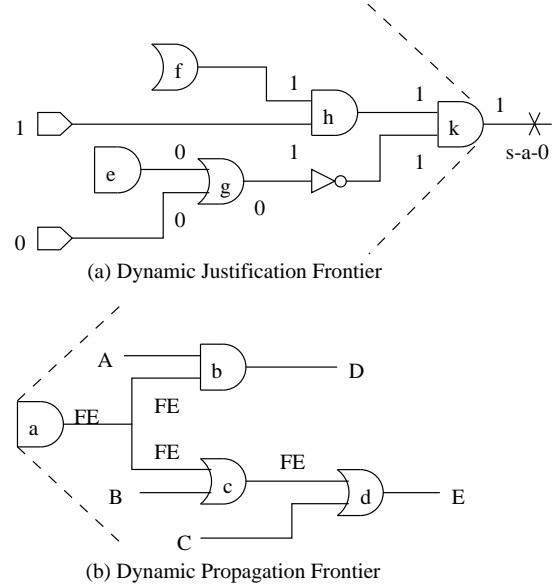 f
1
1
1
h
k
1
1
s-a-0
e
0
g
1
1
0
0
0
(a) Dynamic Justification Frontier
A
b
D
a
FE
FE
FE
FE
c
B
d
E
C
(b) Dynamic Propagation Frontier